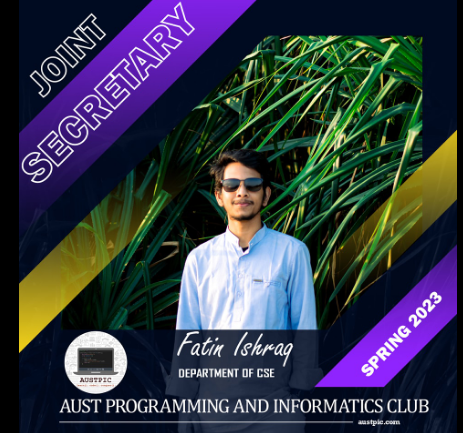 JOINT
SECRETARY
Fatin Ishraq
DEPARTMENT OF CSE
SPRING 2023
AUSTPIC
AUST PROGRAMMING AND INFORMATICS CLUB
austpic.com